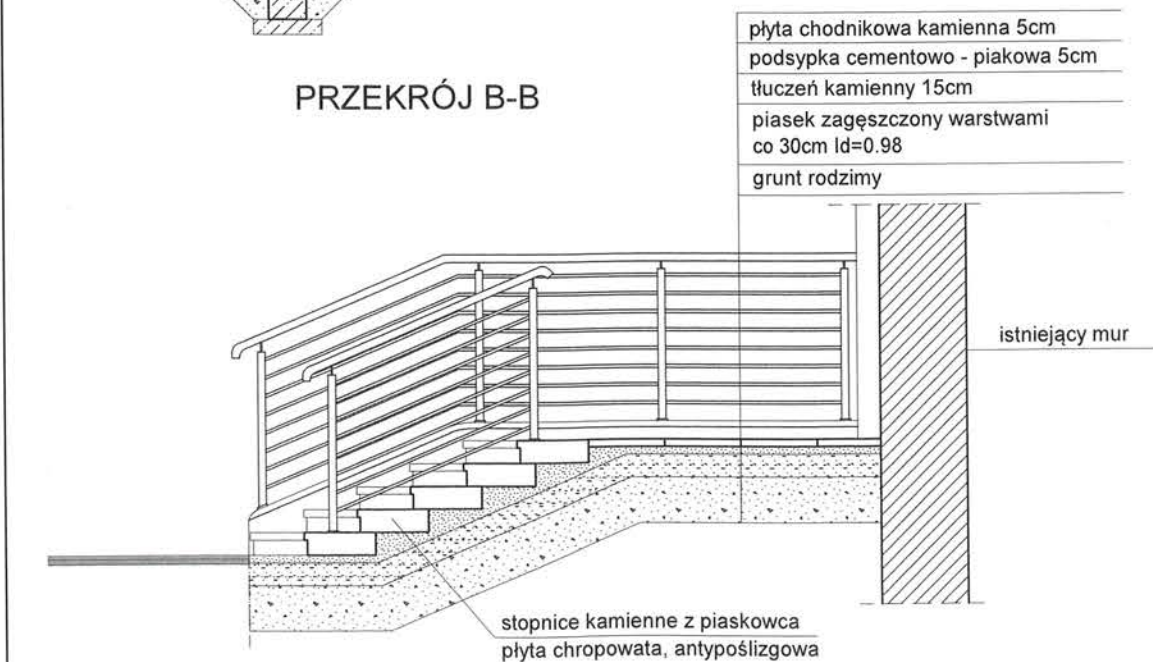 płyta chodnikowa kamienna 5cm
podsypka cementowo - piakowa 5cm
tłuczeń kamienny 15cm
piasek zagęszczony warstwami
co 30cm Id=0.98
grunt rodzimy
PRZEKRÓJ B-B
istniejący mur
stopnice kamienne z piaskowca
płyta chropowata, antypoślizgowa